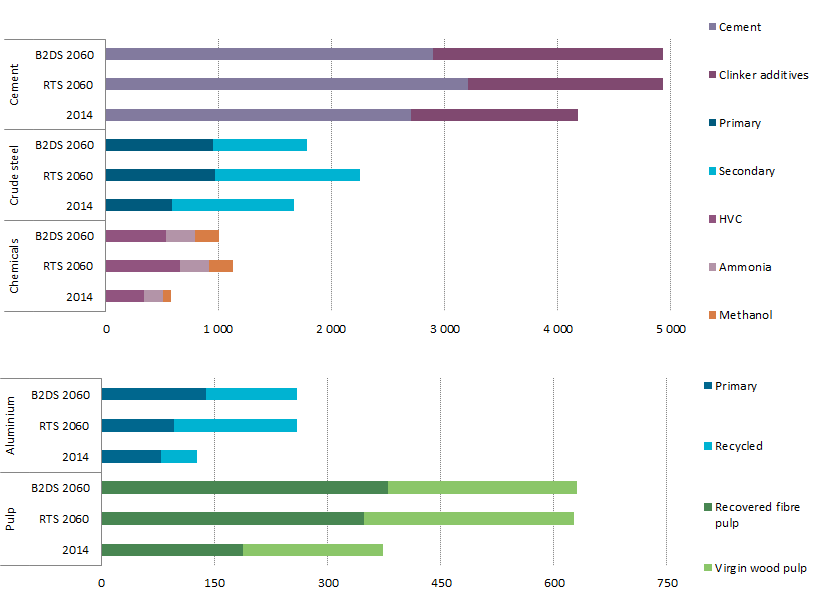 Cement
B2DS 2060
RTS 2060
2014
Crude steel
B2DS 2060
RTS 2060
2014
Chemicals
B2DS 2060
RTS 2060
2014
0 1 000 2 000 3 000 4 000 5 000
Cement
Clinker additives
Primary
Secondary
HVC
Ammonia
Methanol
Aluminium
B2DS 2060
RTS 2060
2014
Pulp
B2DS 2060
RTS 2060
2014
0 150 300 450 600 750
Primary
Recycled
Recovered fibre
pulp
Virgin wood pulp